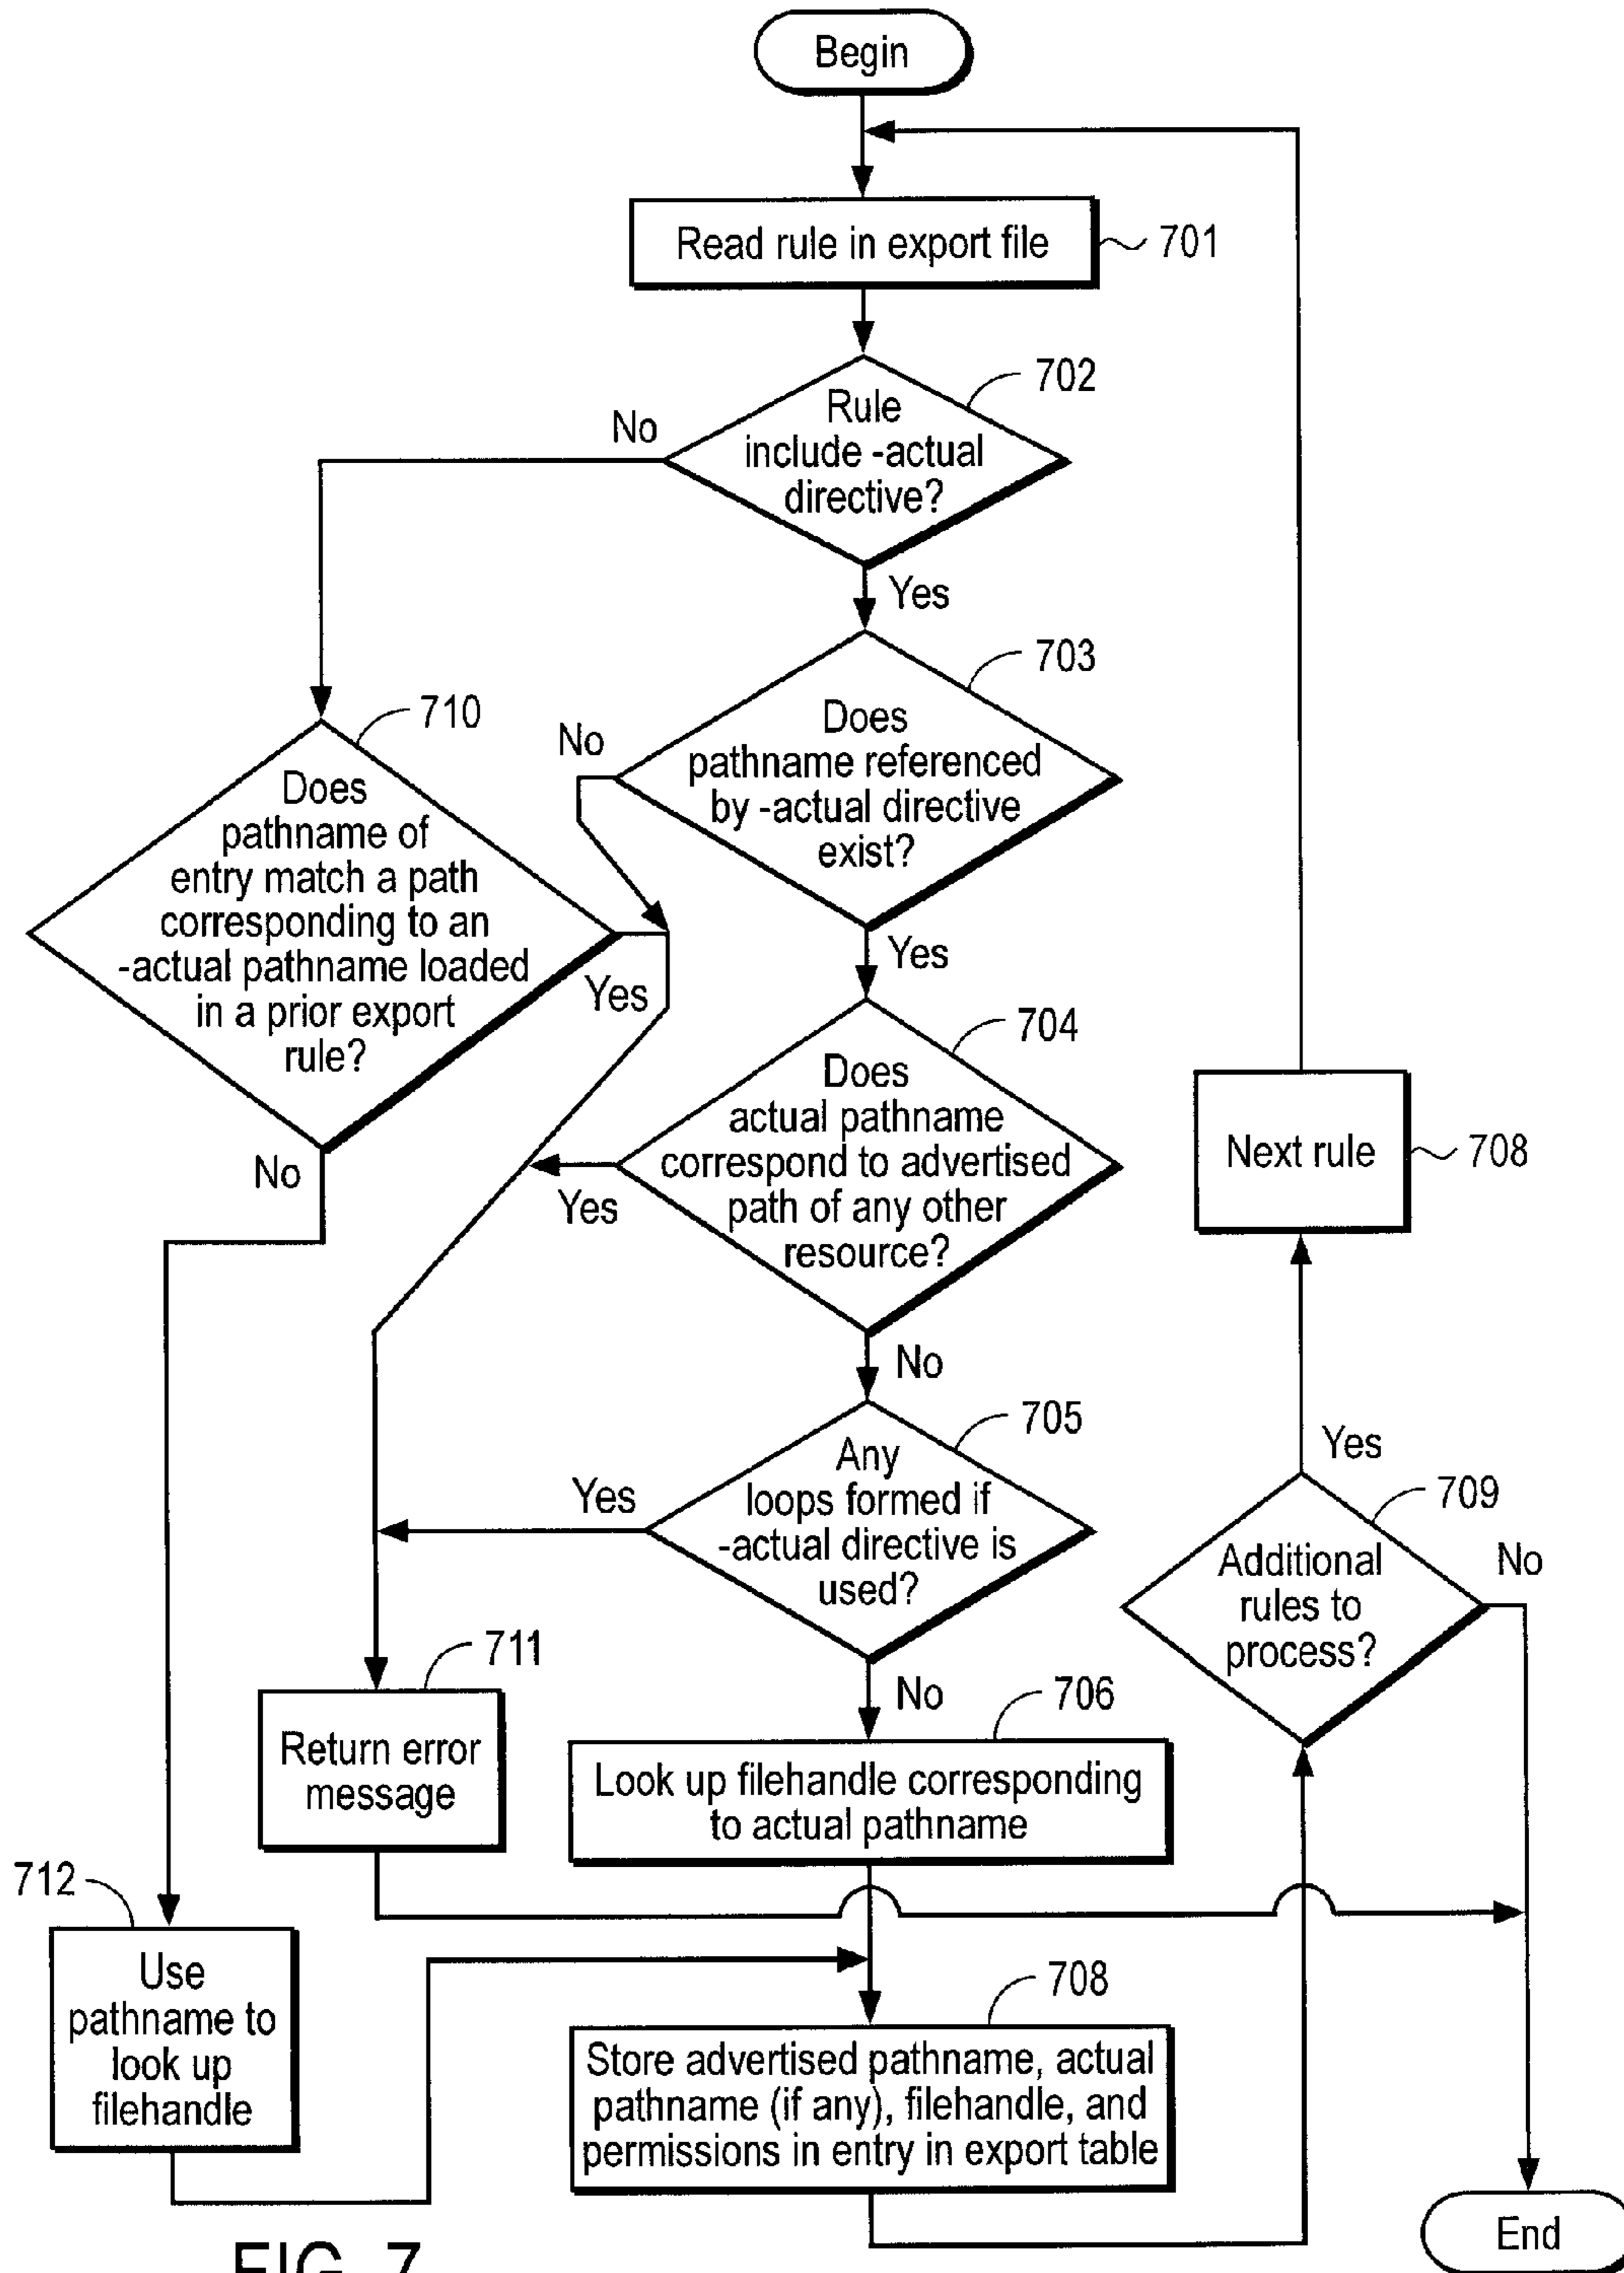 Begin
Read rule in export file
701
702
Rule
include -actual
directive?
No
Yes
703
Does
pathname referenced
by -actual directive
exist?
No
Yes
710
Does
pathname of
entry match a path
corresponding to an
-actual pathname loaded
in a prior export
rule?
Yes
No
704
Does
actual pathname
correspond to advertised
path of any other
resource?
Yes
No
Next rule
708
705
Any
loops formed if
-actual directive is
used?
Yes
No
Yes
709
Additional
rules to
process?
No
711
Return error
message
706
Look up filehandle corresponding
to actual pathname
712
Use
pathname to
look up
filehandle
708
Store advertised pathname, actual
pathname (if any), filehandle, and
permissions in entry in export table
End
FIG. 7